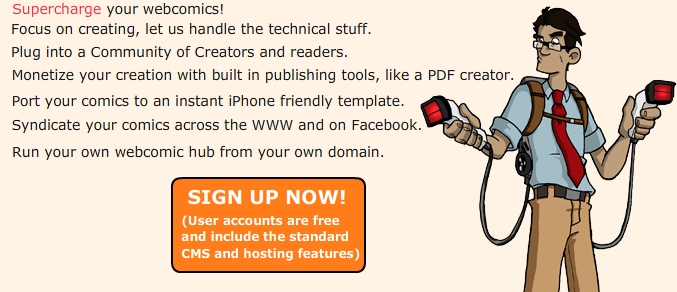 Supercharge your webcomics!
Focus on creating, let us handle the technical stuff.
Plug into a Community of Creators and readers.
Monetize your creation with built in publishing tools, like a PDF creator.
Port your comics to an instant iPhone friendly template.
Syndicate your comics across the WWW and on Facebook.
Run your own webcomic hub from your own domain.
SIGN UP NOW!
(User accounts are free
and include the standard
CMS and hosting features)